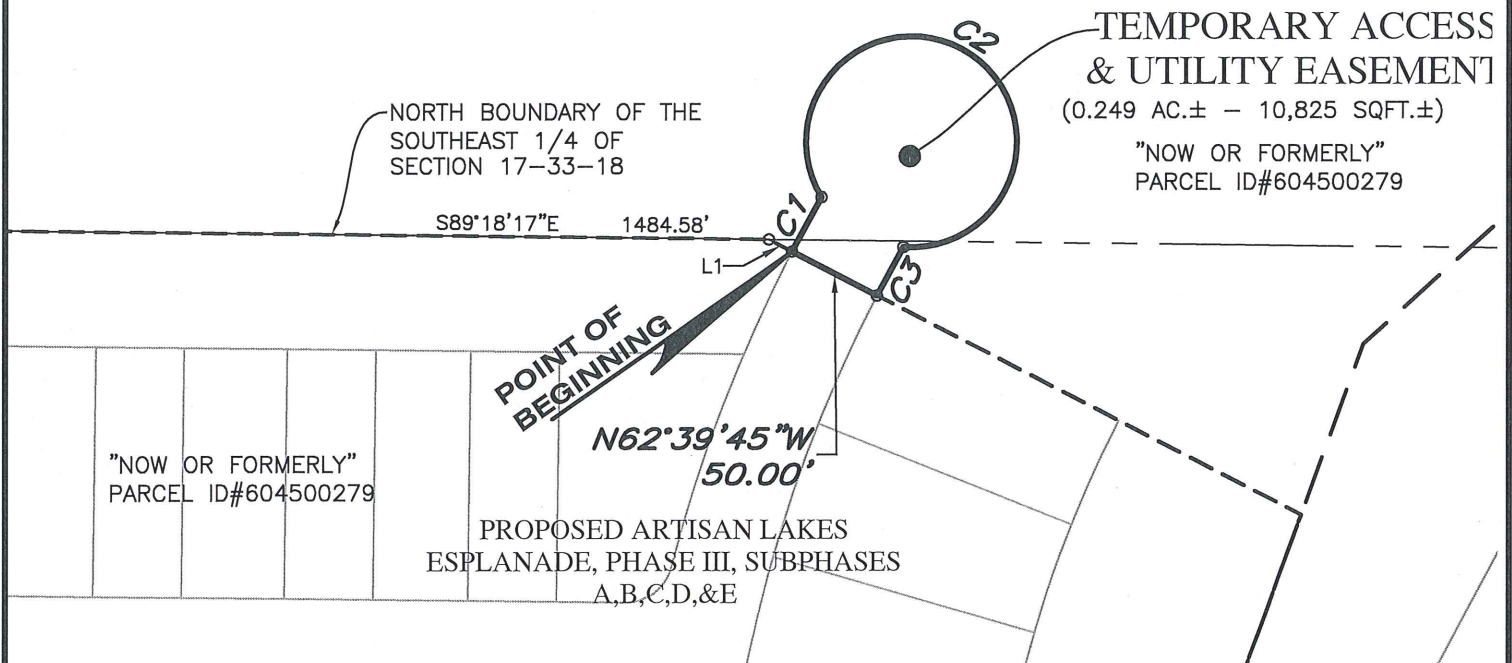 TEMPORARY ACCESS
& UTILITY EASEMENT
(0.249 AC.± – 10,825 SQFT.±)
"NOW OR FORMERLY"
PARCEL ID#604500279
C2
NORTH BOUNDARY OF THE
SOUTHEAST 1/4 OF
SECTION 17–33–18
S89°18'17"E 1484.58'
C1
L1
C3
POINT OF
BEGINNING
N62°39'45"W
50.00'
"NOW OR FORMERLY"
PARCEL ID#604500279
PROPOSED ARTISAN LAKES
ESPLANADE, PHASE III, SUBPHASES
A,B,C,D,&E